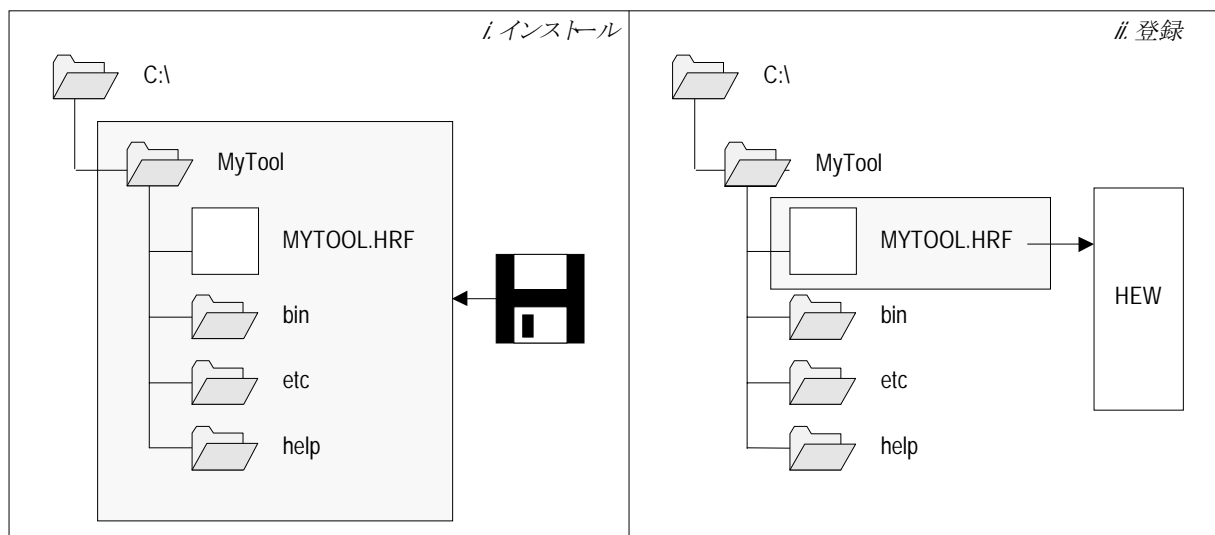 i. インストール
C:\
MyTool
MYTOOL.HRF
bin
etc
help
ii. 登録
C:\
MyTool
MYTOOL.HRF
HEW
bin
etc
help